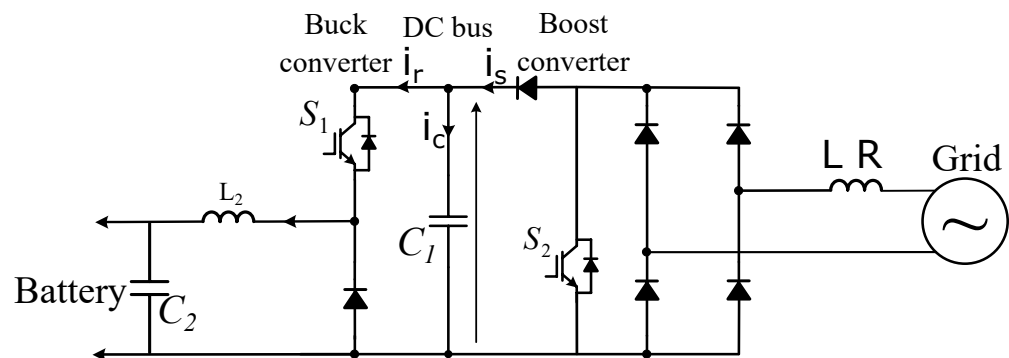 Buck
converter
DC bus
Boost
converter
i_r
i_s
S_1
i_c
L R
Grid
L_2
C_1
S_2
Battery
C_2
~